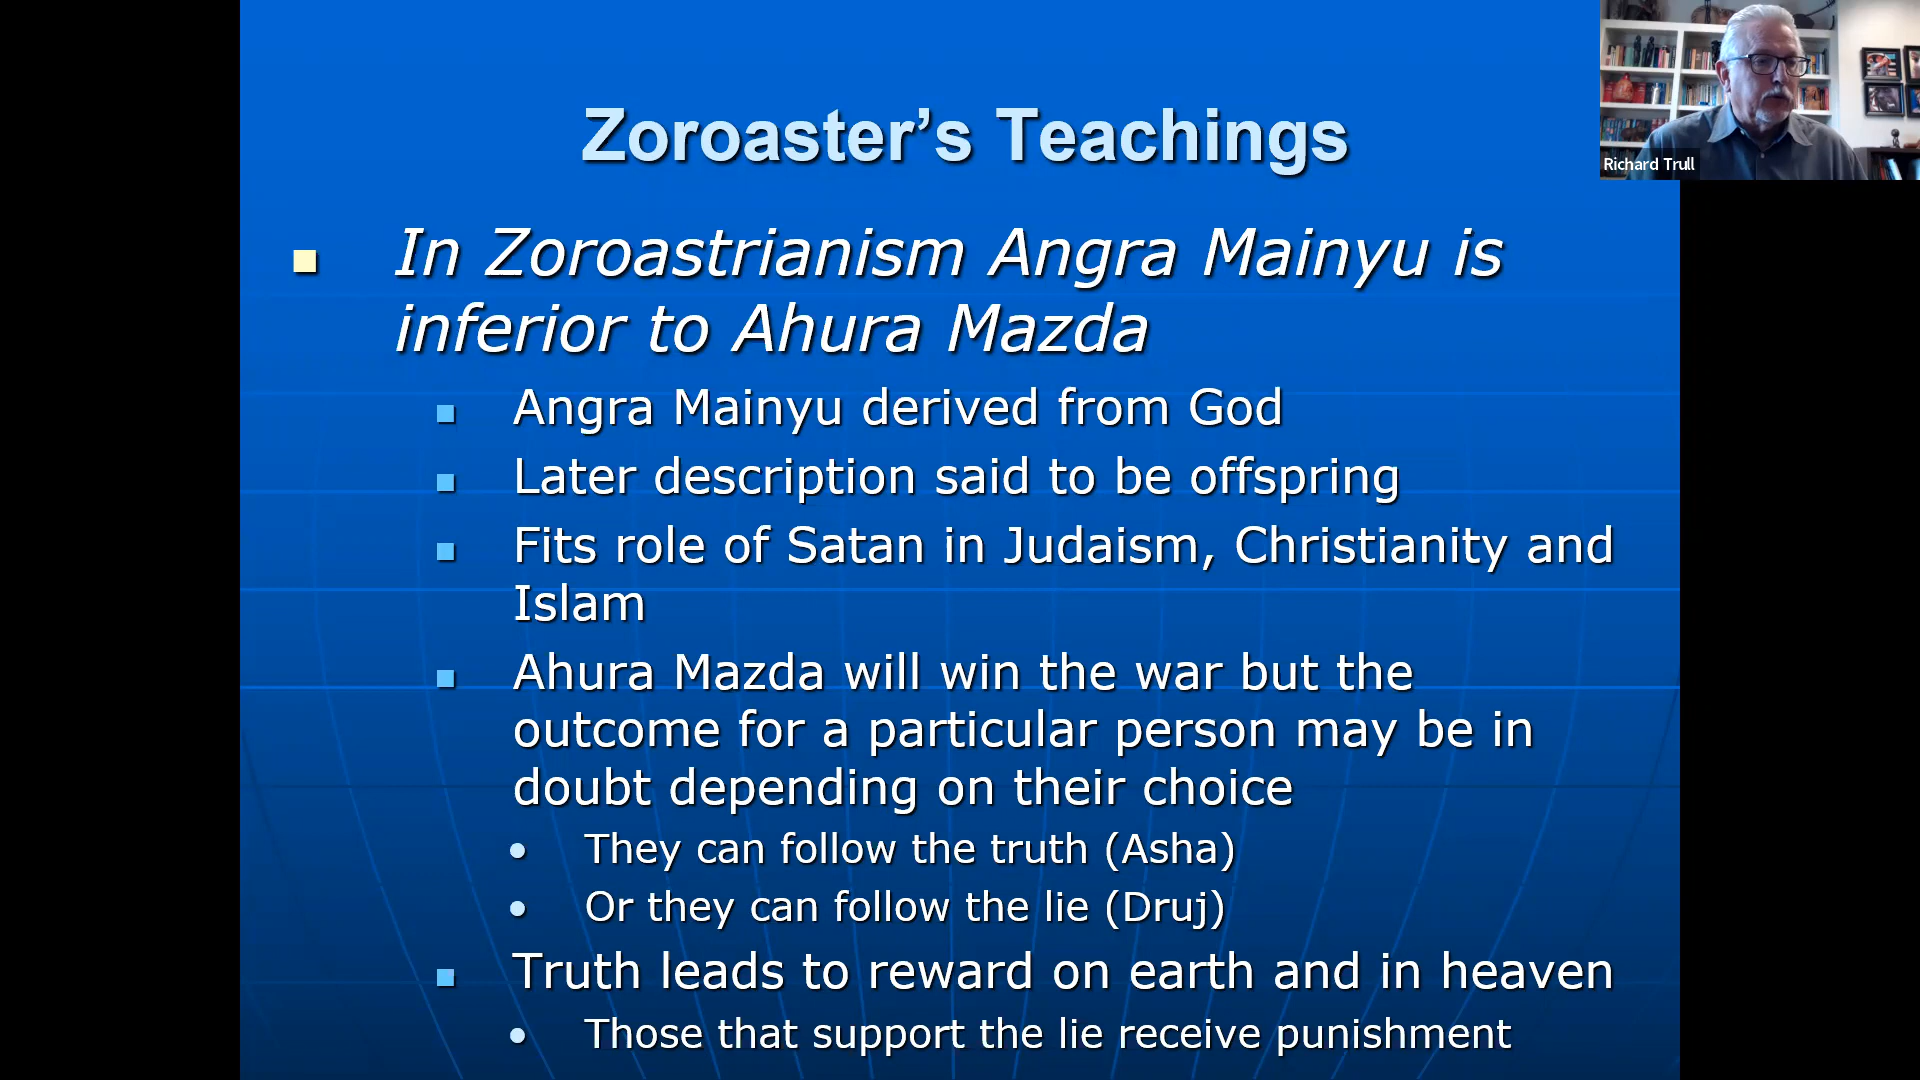 Zoroaster’s Teachings
In Zoroastrianism Angra Mainyu is
inferior to Ahura Mazda
Angra Mainyu derived from God
Later description said to be offspring
Fits role of Satan in Judaism, Christianity and
Islam
Ahura Mazda will win the war but the
outcome for a particular person may be in
doubt depending on their choice
They can follow the truth (Asha)
Or they can follow the lie (Druj)
Truth leads to reward on earth and in heaven
Those that support the lie receive punishment
Richard Trull